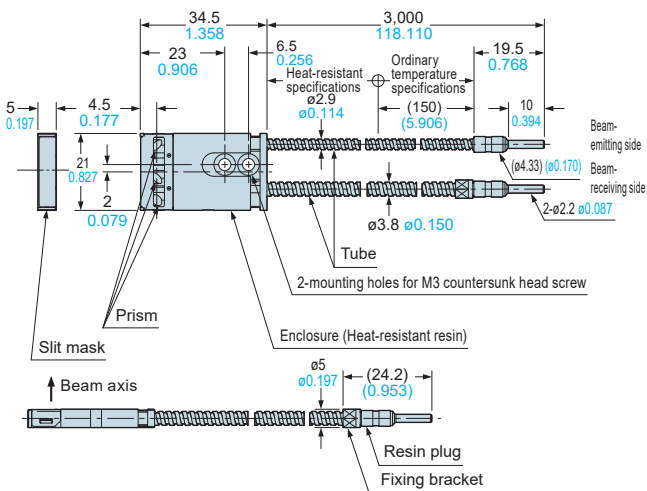 34.5
1.358
3,000
118.110
23
0.906
6.5
0.256
19.5
0.768
Heat-resistant
specifications
Ordinary
temperature
specifications
5
0.197
4.5
0.177
ø2.9
ø0.114
(150)
(5.906)
10
0.394
Beam-
emitting side
21
0.827
(ø4.33) (ø0.170)
Beam-
receiving side
2
0.079
2-ø2.2 ø0.087
ø3.8 ø0.150
Tube
2-mounting holes for M3 countersunk head screw
Prism
Enclosure (Heat-resistant resin)
Slit mask
ø5
ø0.197
(24.2)
(0.953)
Beam axis
Resin plug
Fixing bracket